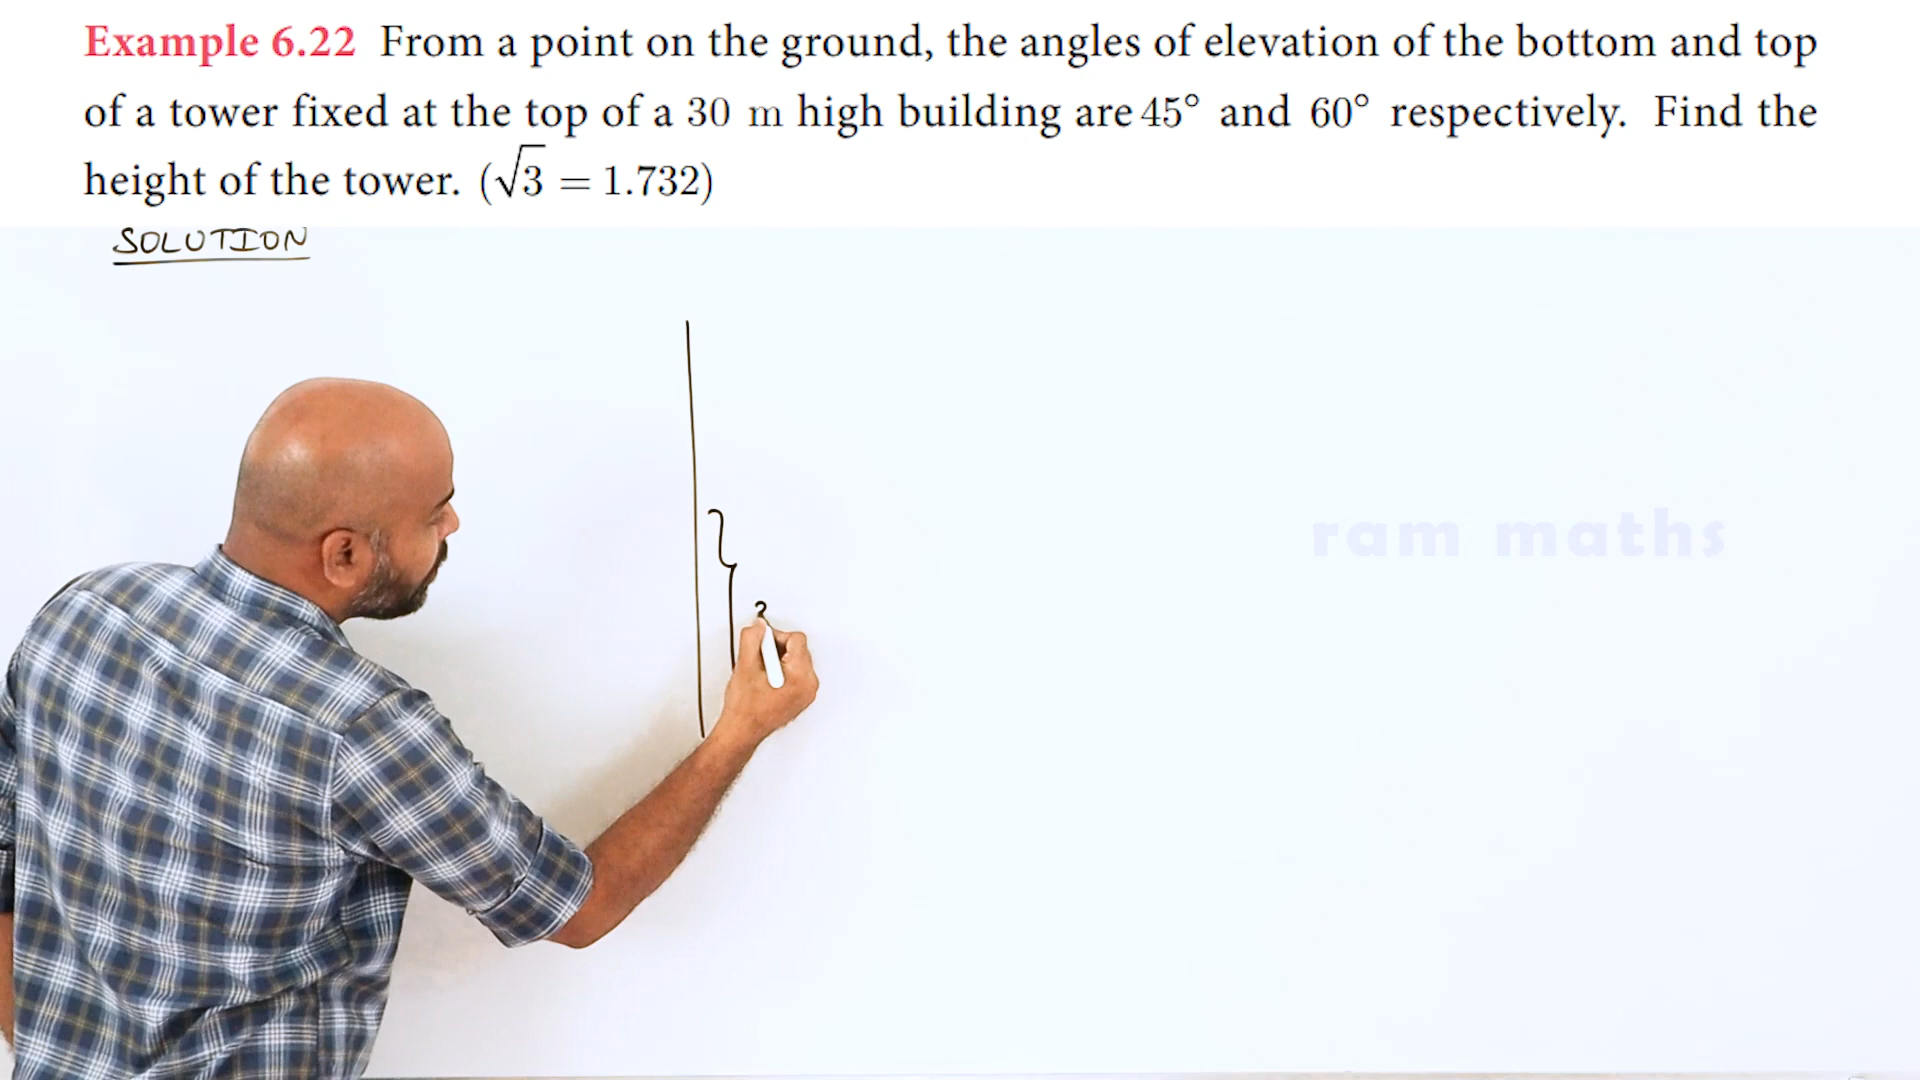 Example 6.22 From a point on the ground, the angles of elevation of the bottom and top
of a tower fixed at the top of a 30 m high building are 45° and 60° respectively. Find the
height of the tower. (√3 = 1.732)
SOLUTION
ram maths